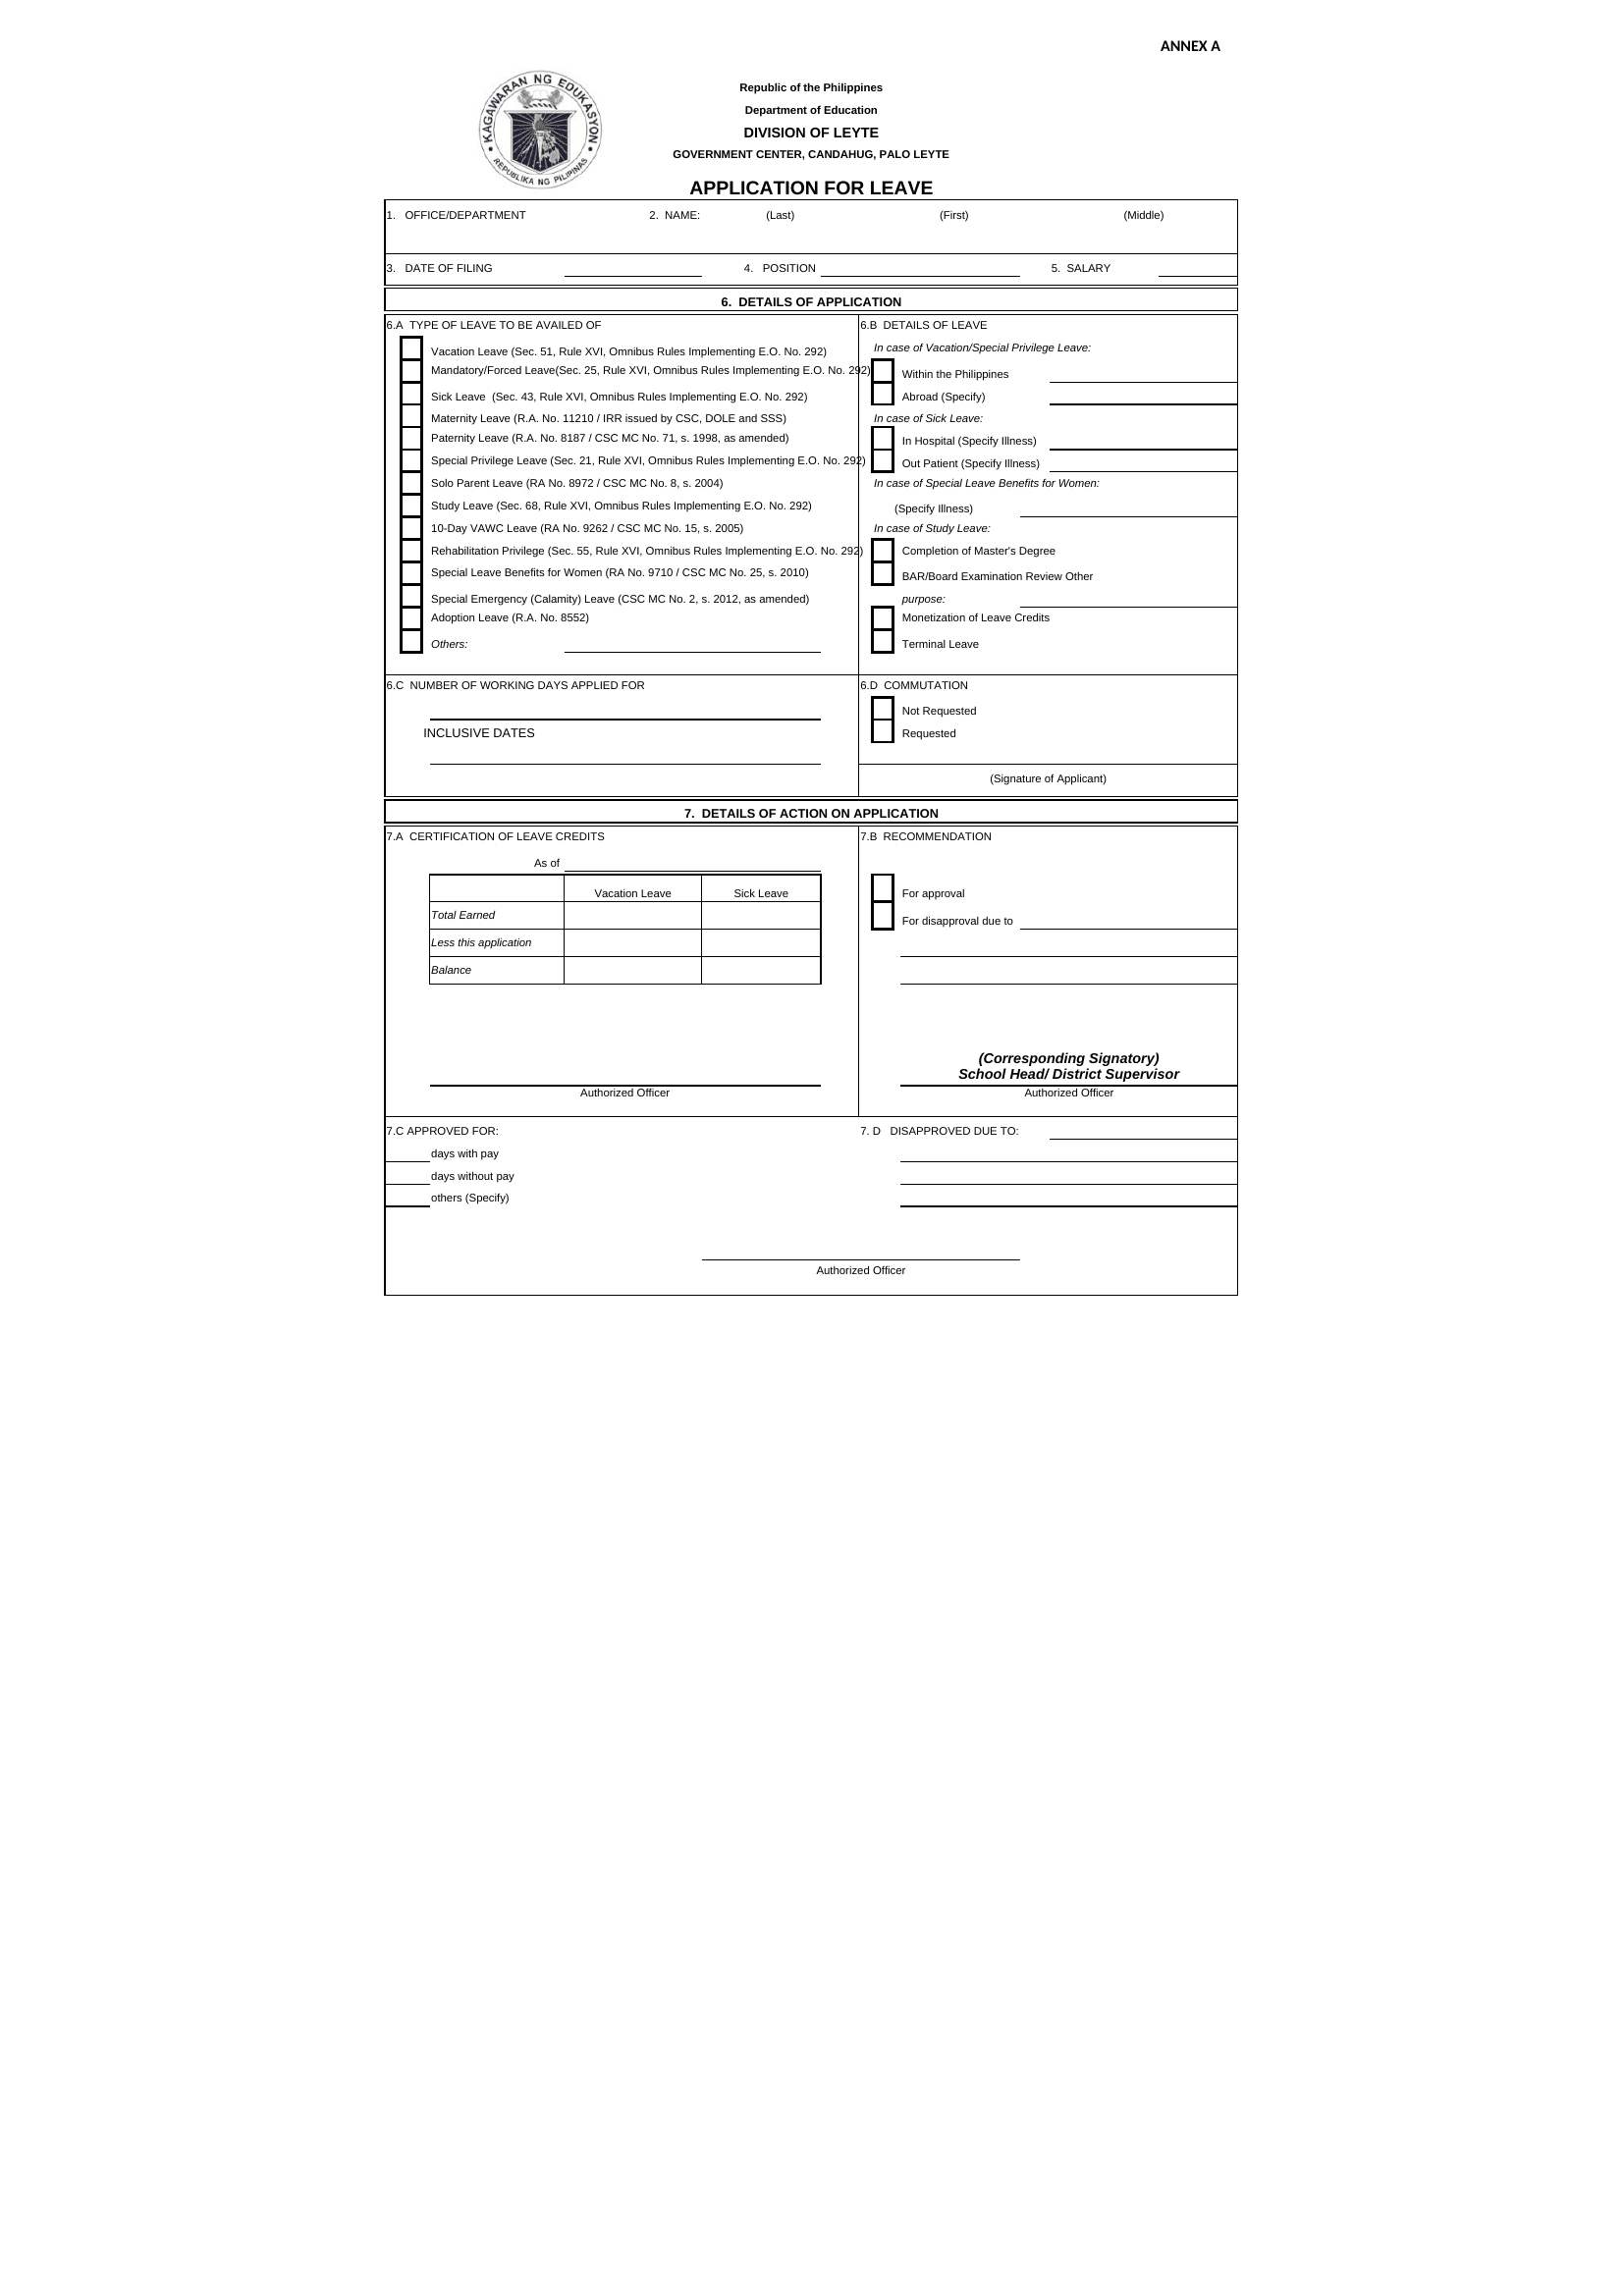 ANNEX A
KAGAWARAN NG EDUKASYON
REPUBLIKA NG PILIPINAS
Republic of the Philippines
Department of Education
DIVISION OF LEYTE
GOVERNMENT CENTER, CANDAHUG, PALO LEYTE
APPLICATION FOR LEAVE
1. OFFICE/DEPARTMENT 2. NAME: (Last) (First) (Middle)
3. DATE OF FILING 4. POSITION 5. SALARY
6. DETAILS OF APPLICATION
6.A TYPE OF LEAVE TO BE AVAILED OF
Vacation Leave (Sec. 51, Rule XVI, Omnibus Rules Implementing E.O. No. 292)
Mandatory/Forced Leave(Sec. 25, Rule XVI, Omnibus Rules Implementing E.O. No. 292)
Sick Leave (Sec. 43, Rule XVI, Omnibus Rules Implementing E.O. No. 292)
Maternity Leave (R.A. No. 11210 / IRR issued by CSC, DOLE and SSS)
Paternity Leave (R.A. No. 8187 / CSC MC No. 71, s. 1998, as amended)
Special Privilege Leave (Sec. 21, Rule XVI, Omnibus Rules Implementing E.O. No. 292)
Solo Parent Leave (RA No. 8972 / CSC MC No. 8, s. 2004)
Study Leave (Sec. 68, Rule XVI, Omnibus Rules Implementing E.O. No. 292)
10-Day VAWC Leave (RA No. 9262 / CSC MC No. 15, s. 2005)
Rehabilitation Privilege (Sec. 55, Rule XVI, Omnibus Rules Implementing E.O. No. 292)
Special Leave Benefits for Women (RA No. 9710 / CSC MC No. 25, s. 2010)
Special Emergency (Calamity) Leave (CSC MC No. 2, s. 2012, as amended)
Adoption Leave (R.A. No. 8552)
Others:
6.B DETAILS OF LEAVE
In case of Vacation/Special Privilege Leave:
Within the Philippines
Abroad (Specify)
In case of Sick Leave:
In Hospital (Specify Illness)
Out Patient (Specify Illness)
In case of Special Leave Benefits for Women:
(Specify Illness)
In case of Study Leave:
Completion of Master's Degree
BAR/Board Examination Review Other
purpose:
Monetization of Leave Credits
Terminal Leave
6.C NUMBER OF WORKING DAYS APPLIED FOR
INCLUSIVE DATES
6.D COMMUTATION
Not Requested
Requested
(Signature of Applicant)
7. DETAILS OF ACTION ON APPLICATION
7.A CERTIFICATION OF LEAVE CREDITS
As of
Vacation Leave Sick Leave
Total Earned
Less this application
Balance
Authorized Officer
7.B RECOMMENDATION
For approval
For disapproval due to
(Corresponding Signatory)
School Head/ District Supervisor
Authorized Officer
7.C APPROVED FOR:
days with pay
days without pay
others (Specify)
7. D DISAPPROVED DUE TO:
Authorized Officer